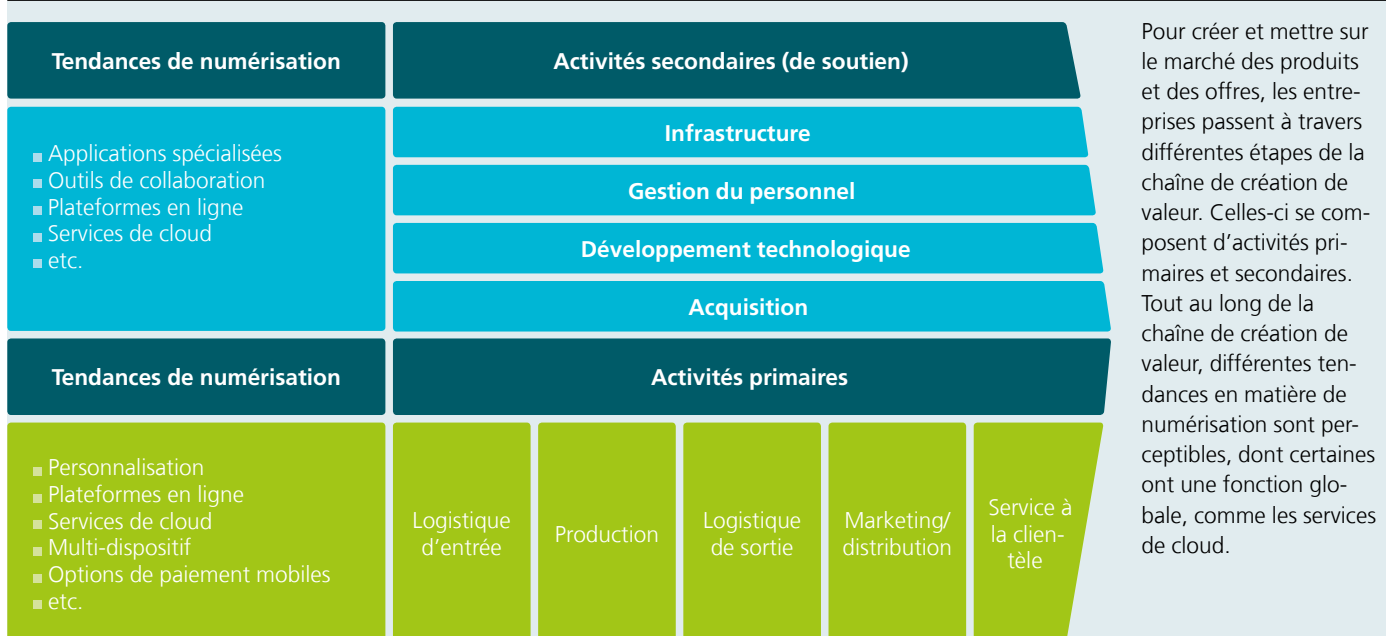 Tendances de numérisation
Activités secondaires (de soutien)
Applications spécialisées
Outils de collaboration
Plateformes en ligne
Services de cloud
etc.
Infrastructure
Gestion du personnel
Développement technologique
Acquisition
Tendances de numérisation
Activités primaires
Personnalisation
Plateformes en ligne
Services de cloud
Multi-dispositif
Options de paiement mobiles
etc.
Logistique
d'entrée
Production
Logistique
de sortie
Marketing/
distribution
Service à
la clien-
tèle
Pour créer et mettre sur
le marché des produits
et des offres, les entre-
prises passent à travers
différentes étapes de la
chaîne de création de
valeur. Celles-ci se com-
posent d'activités pri-
maires et secondaires.
Tout au long de la
chaîne de création de
valeur, différentes ten-
dances en matière de
numérisation sont per-
ceptibles, dont certaines
ont une fonction glo-
bale, comme les services
de cloud.